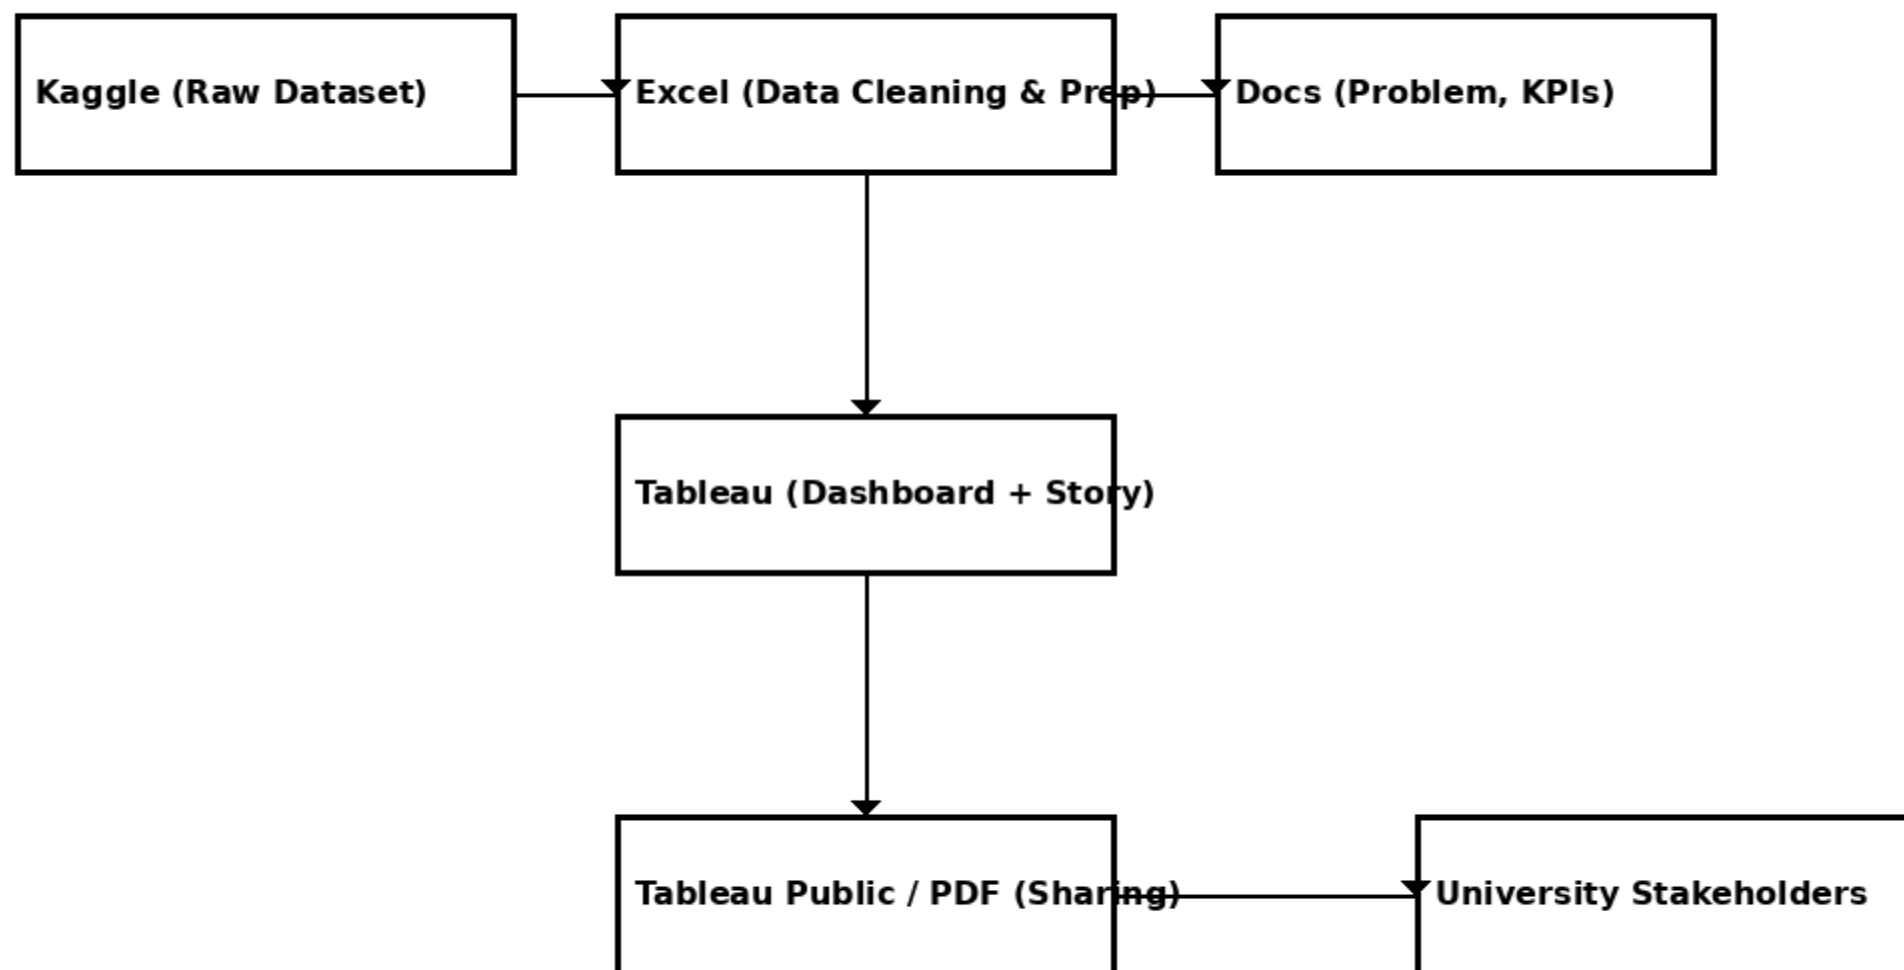 Kaggle (Raw Dataset)
Excel (Data Cleaning & Prep)
Docs (Problem, KPIs)
Tableau (Dashboard + Story)
Tableau Public / PDF (Sharing)
University Stakeholders